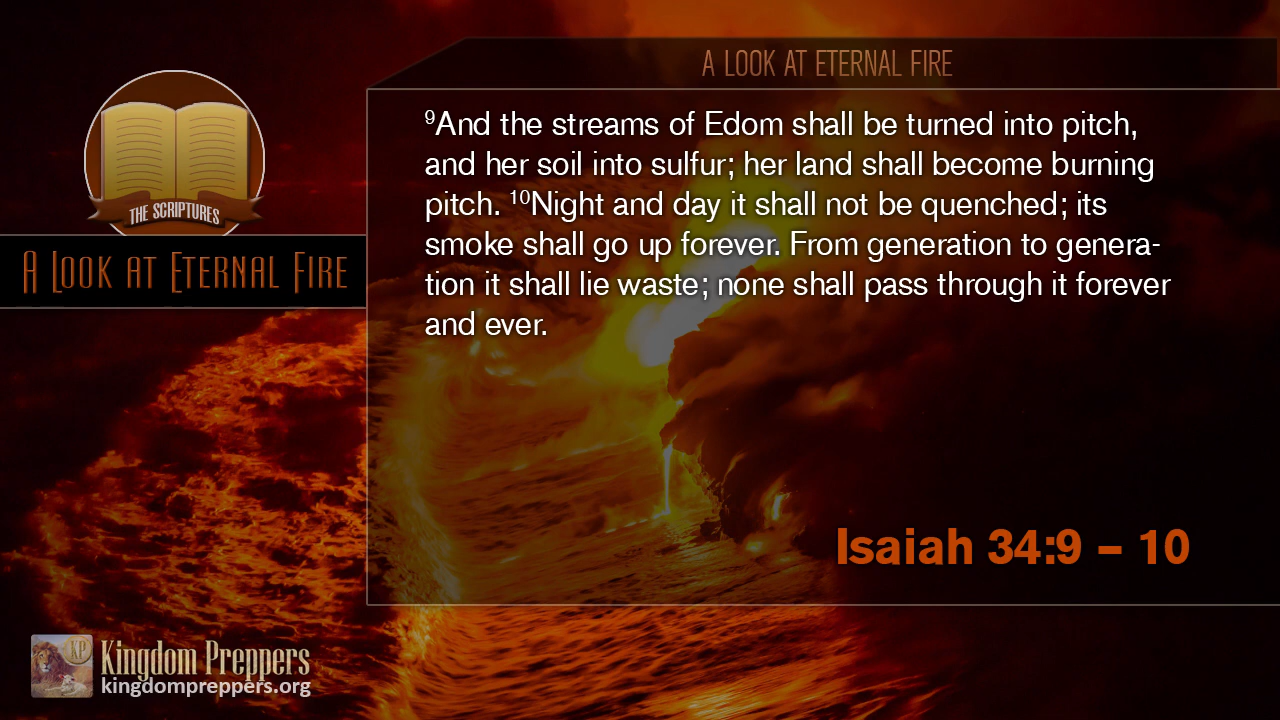 A LOOK AT ETERNAL FIRE
THE SCRIPTURES
A LOOK AT ETERNAL FIRE
⁹And the streams of Edom shall be turned into pitch,
and her soil into sulfur; her land shall become burning
pitch. ¹⁰Night and day it shall not be quenched; its
smoke shall go up forever. From generation to genera-
tion it shall lie waste; none shall pass through it forever
and ever.
Isaiah 34:9 – 10
KP
Kingdom Preppers
kingdompreppers.org